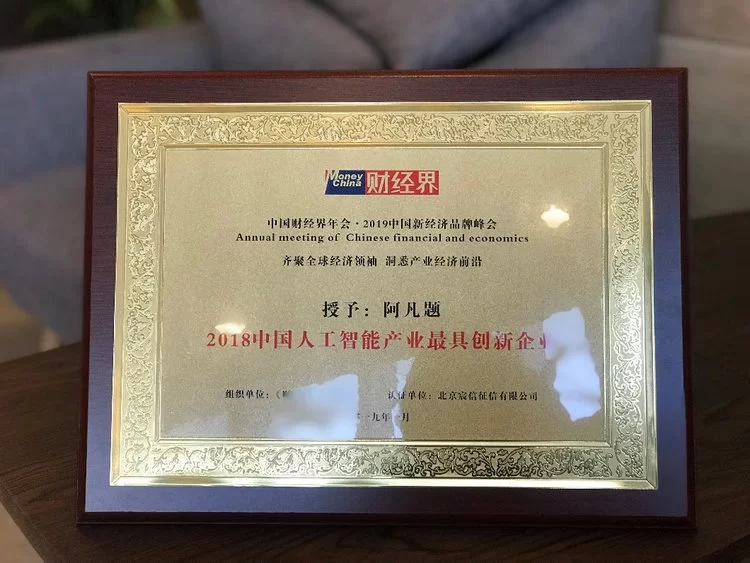 Money China 财经界
中国财经界年会·2019中国新经济品牌峰会
Annual meeting of Chinese financial and economics
齐聚全球经济领袖 洞悉产业经济前沿
授予：阿凡题
2018中国人工智能产业最具创新企业
组织单位：《 认证单位：北京宸信征信有限公司
一九年一月